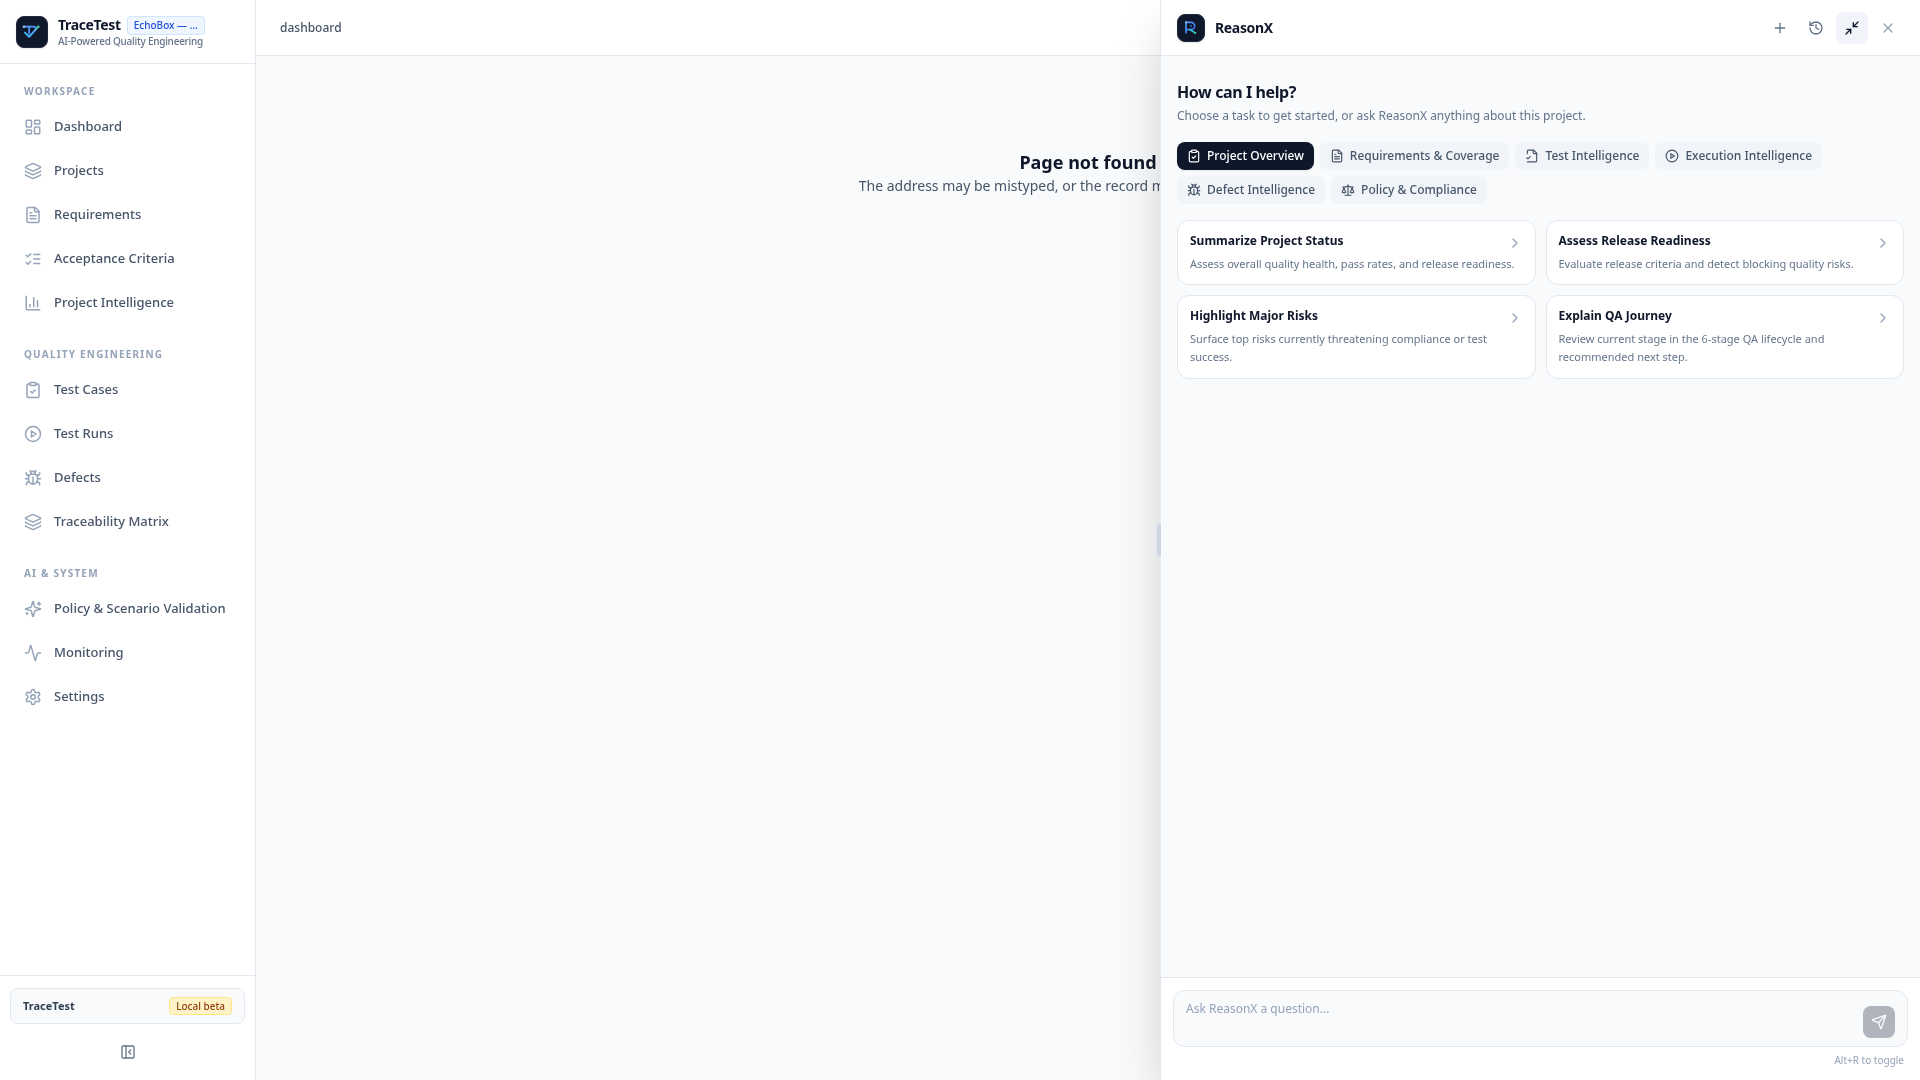 TraceTest
EchoBox — ...
AI-Powered Quality Engineering
WORKSPACE
Dashboard
Projects
Requirements
Acceptance Criteria
Project Intelligence
QUALITY ENGINEERING
Test Cases
Test Runs
Defects
Traceability Matrix
AI & SYSTEM
Policy & Scenario Validation
Monitoring
Settings
TraceTest
Local beta
dashboard
Page not found
The address may be mistyped, or the record
ReasonX
How can I help?
Choose a task to get started, or ask ReasonX anything about this project.
Project Overview
Requirements & Coverage
Test Intelligence
Execution Intelligence
Defect Intelligence
Policy & Compliance
Summarize Project Status
Assess overall quality health, pass rates, and release readiness.
Assess Release Readiness
Evaluate release criteria and detect blocking quality risks.
Highlight Major Risks
Surface top risks currently threatening compliance or test
success.
Explain QA Journey
Review current stage in the 6-stage QA lifecycle and
recommended next step.
Ask ReasonX a question...
Alt+R to toggle